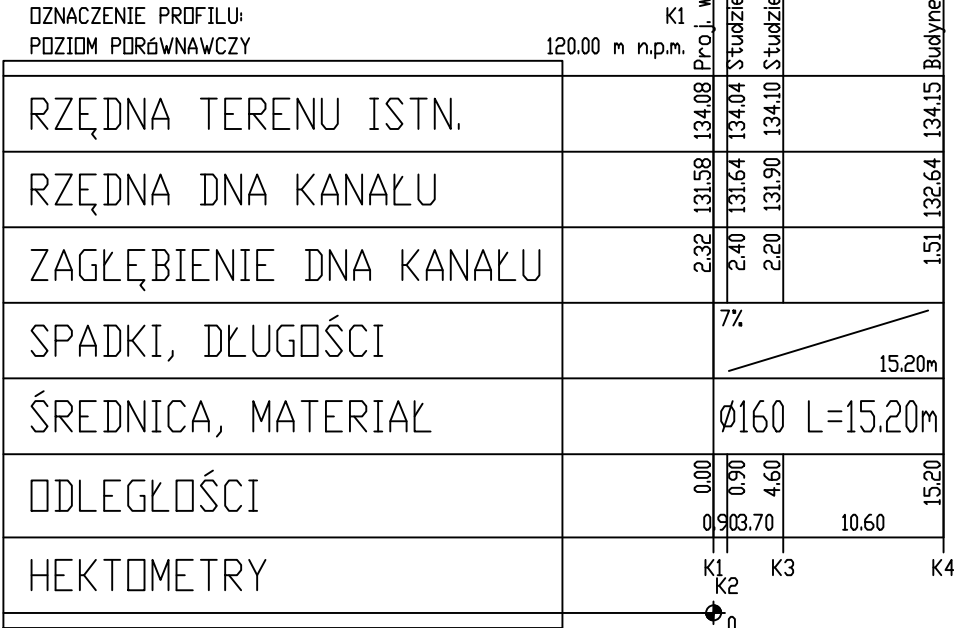 OZNACZENIE PROFILU: K1
POZIOM PORóWNAWCZY 120.00 m n.p.m.
Proj.
Studzie
Studzie
Budyne
RZĘDNA TERENU ISTN. 134.08 134.04 134.10 134.15
RZĘDNA DNA KANAŁU 131.58 131.64 131.90 132.64
ZAGŁĘBIENIE DNA KANAŁU 2.32 2.40 2.20 1.51
SPADKI, DŁUGOŚCI 7% 15.20m
ŚREDNICA, MATERIAŁ Ø160 L=15.20m
ODLEGŁOŚCI 0.00 0.90 4.60 15.20
0.90 3.70 10.60
HEKTOMETRY K1 K2 K3 K4
0